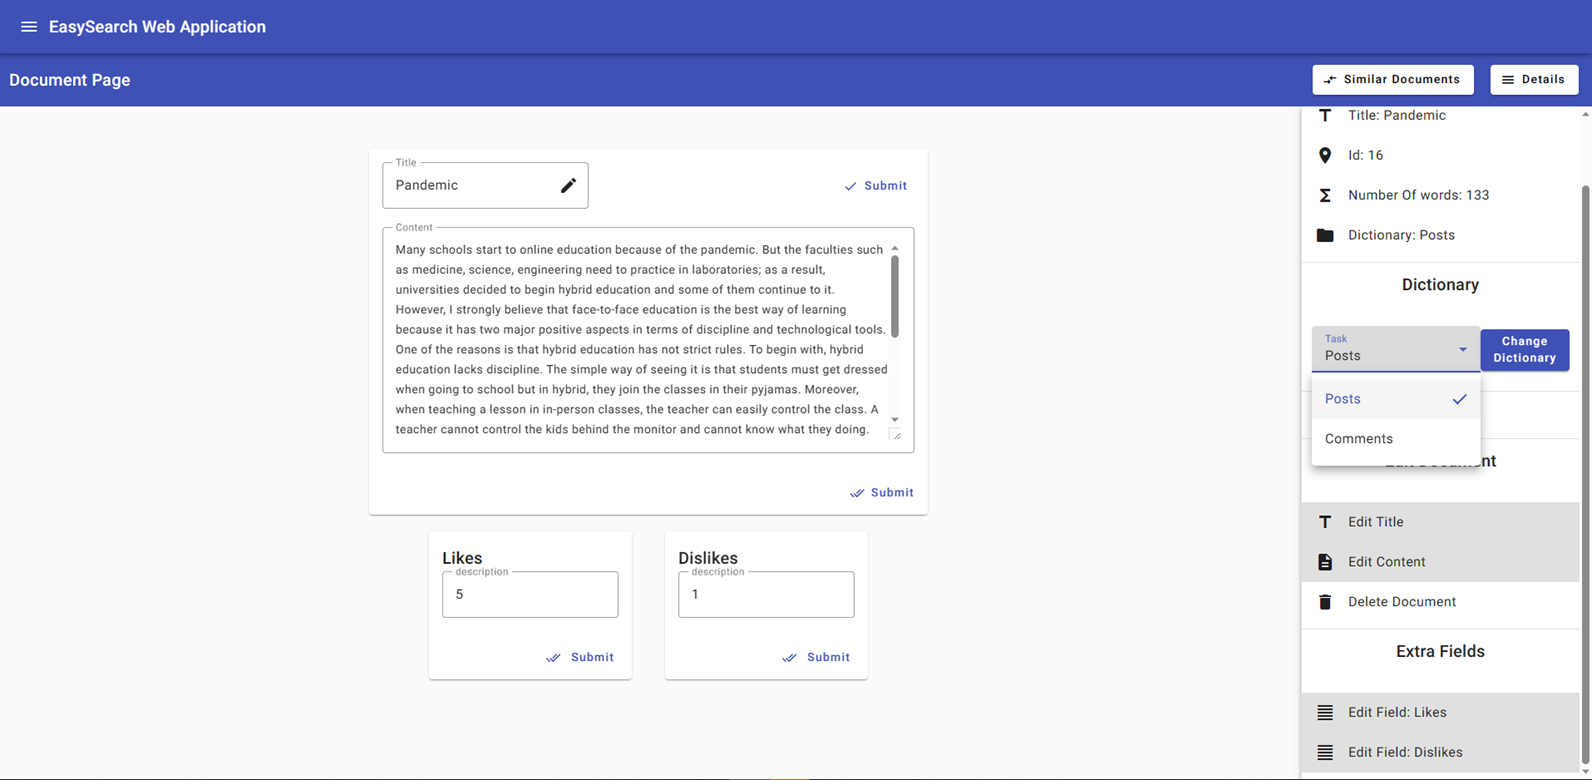 EasySearch Web Application
Document Page
Similar Documents
Details
Title
Pandemic
Submit
Content
Many schools start to online education because of the pandemic. But the faculties such
as medicine, science, engineering need to practice in laboratories; as a result,
universities decided to begin hybrid education and some of them continue to it.
However, I strongly believe that face-to-face education is the best way of learning
because it has two major positive aspects in terms of discipline and technological tools.
One of the reasons is that hybrid education has not strict rules. To begin with, hybrid
education lacks discipline. The simple way of seeing it is that students must get dressed
when going to school but in hybrid, they join the classes in their pyjamas. Moreover,
when teaching a lesson in in-person classes, the teacher can easily control the class. A
teacher cannot control the kids behind the monitor and cannot know what they doing.
Submit
Likes
description
5
Submit
Dislikes
description
1
Submit
Title: Pandemic
Id: 16
Number Of words: 133
Dictionary: Posts
Dictionary
Task
Posts
Change
Dictionary
Posts
Comments
Edit Document
Edit Title
Edit Content
Delete Document
Extra Fields
Edit Field: Likes
Edit Field: Dislikes